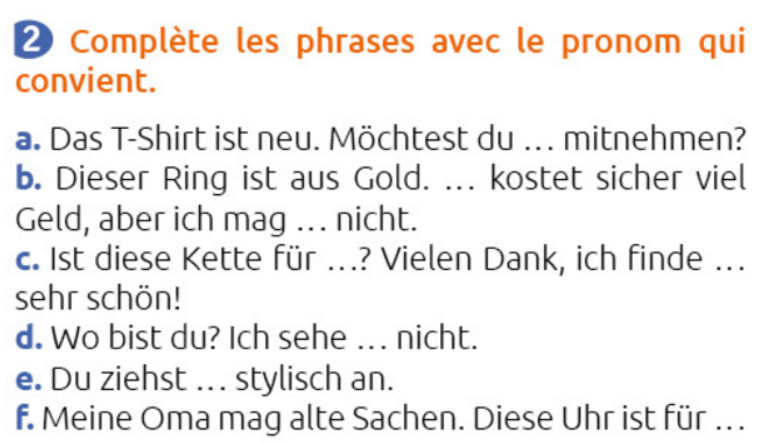 2 Complète les phrases avec le pronom qui
convient.
a. Das T-Shirt ist neu. Möchtest du … mitnehmen?
b. Dieser Ring ist aus Gold. … kostet sicher viel
Geld, aber ich mag … nicht.
c. Ist diese Kette für …? Vielen Dank, ich finde …
sehr schön!
d. Wo bist du? Ich sehe … nicht.
e. Du ziehst … stylisch an.
f. Meine Oma mag alte Sachen. Diese Uhr ist für …